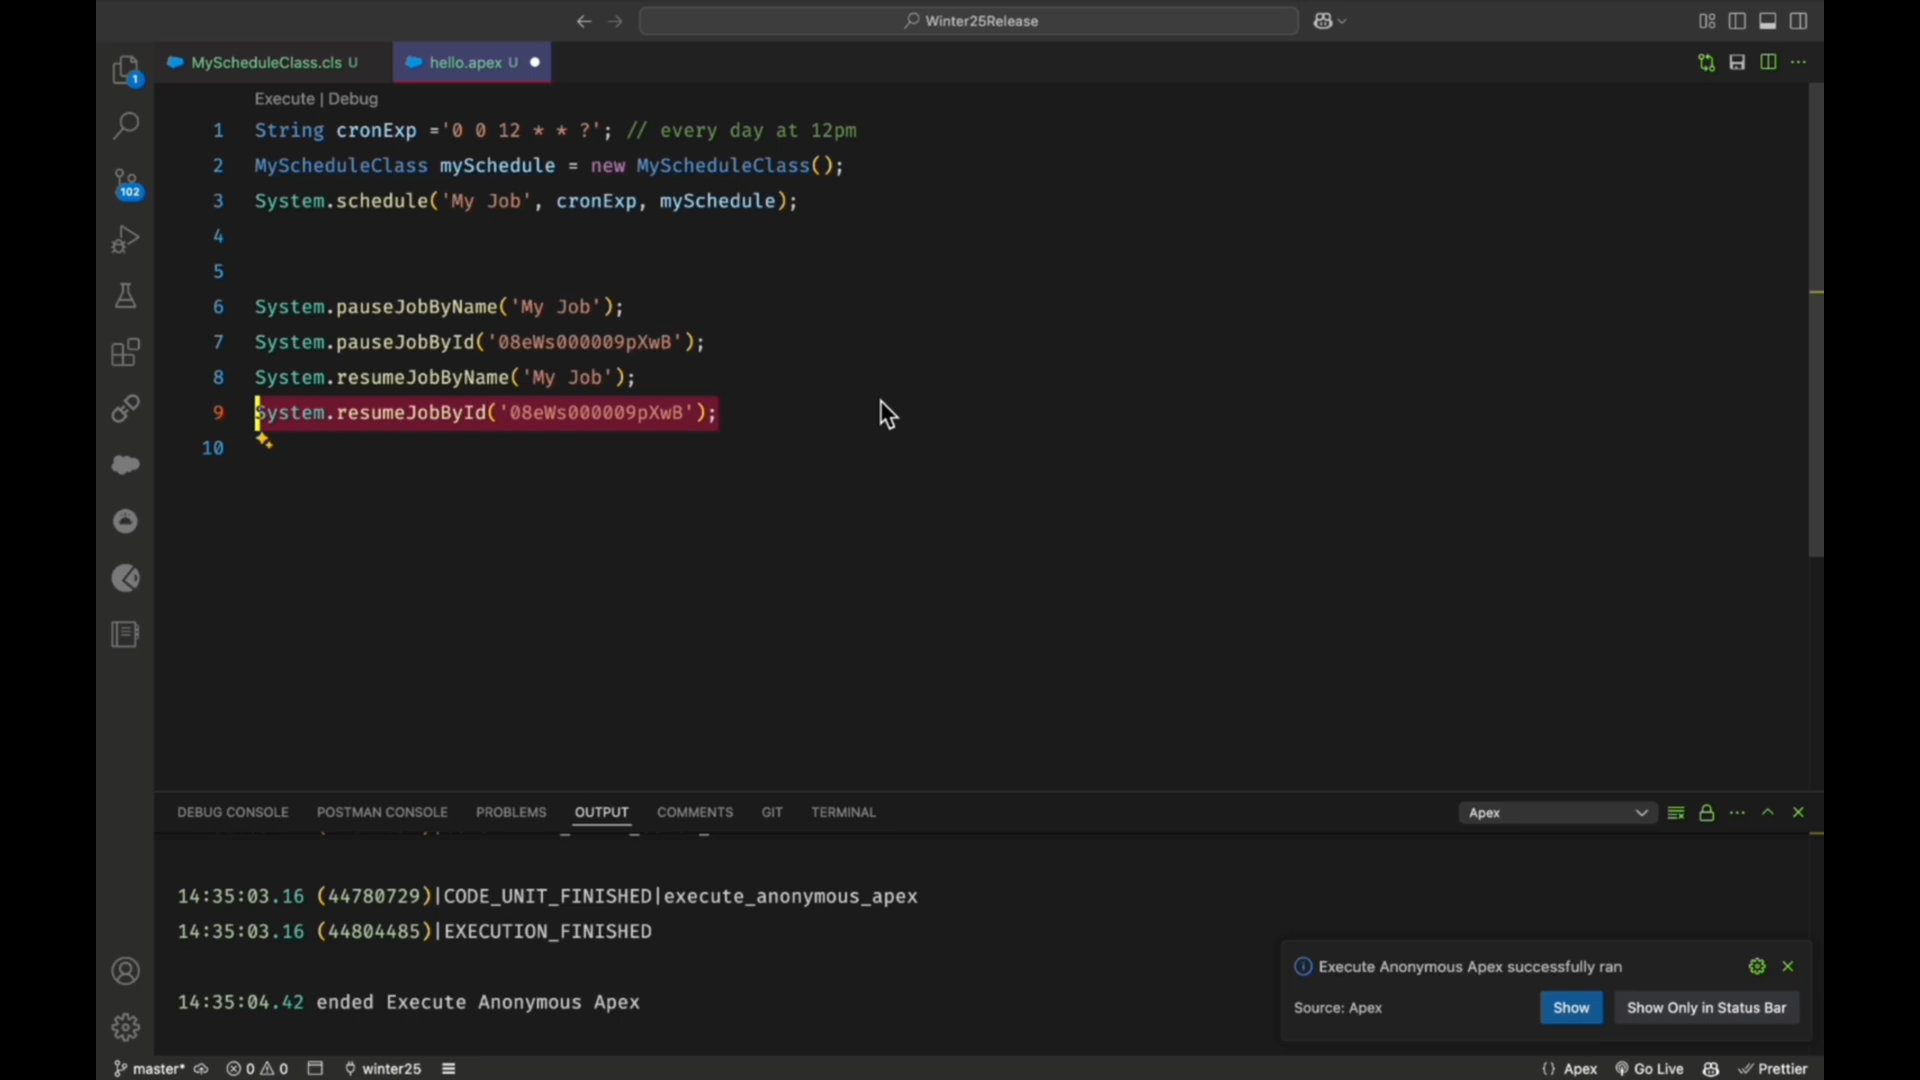 Winter25Release
MyScheduleClass.cls U
hello.apex U
1
Execute | Debug
1 String cronExp ='0 0 12 * * ?'; // every day at 12pm
2 MyScheduleClass mySchedule = new MyScheduleClass();
102
3 System.schedule('My Job', cronExp, mySchedule);
4
5
6 System.pauseJobByName('My Job');
7 System.pauseJobById('08eWs000009pXwB');
8 System.resumeJobByName('My Job');
9 System.resumeJobById('08eWs000009pXwB');
10
DEBUG CONSOLE POSTMAN CONSOLE PROBLEMS OUTPUT COMMENTS GIT TERMINAL Apex
14:35:03.16 (44780729)|CODE_UNIT_FINISHED|execute_anonymous_apex
14:35:03.16 (44804485)|EXECUTION_FINISHED
14:35:04.42 ended Execute Anonymous Apex
Execute Anonymous Apex successfully ran
Source: Apex Show Show Only in Status Bar
master* 0 0 winter25 {} Apex Go Live Prettier